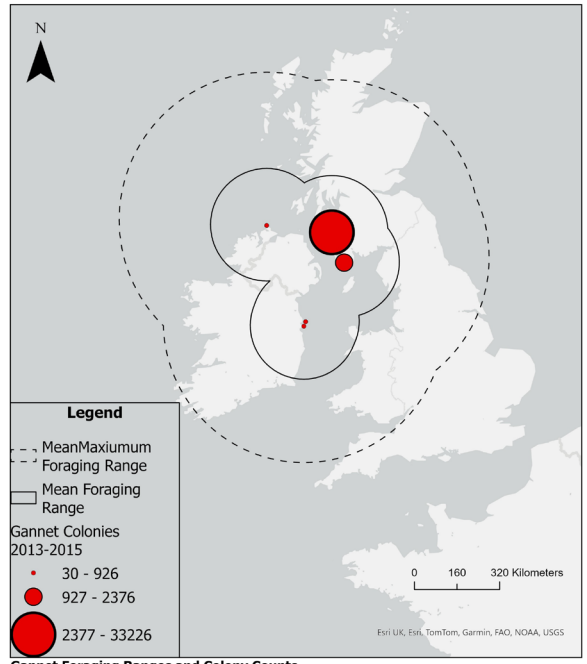 N
Legend
MeanMaxiumum
Foraging Range
Mean Foraging
Range
Gannet Colonies
2013-2015
30 - 926
927 - 2376
2377 - 33226
0 160 320 Kilometers
Esri UK, Esri, TomTom, Garmin, FAO, NOAA, USGS
Gannet Foraging Ranges and Colony Counts